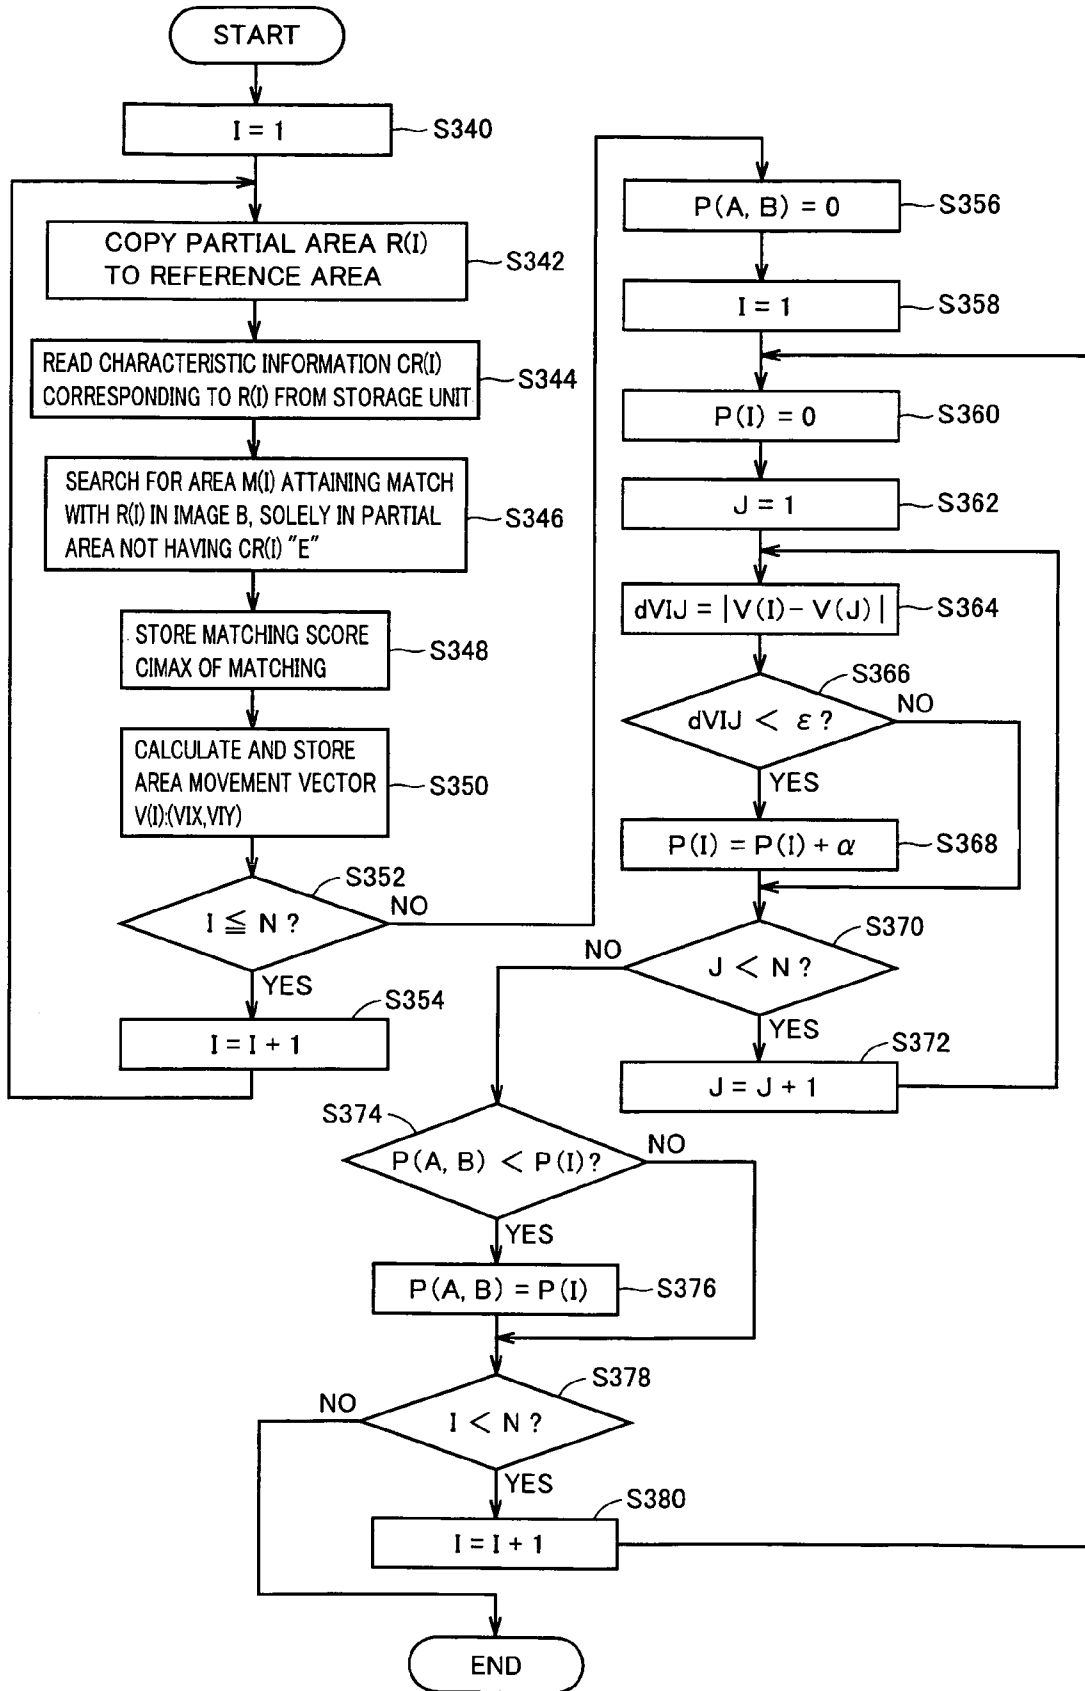 START
I = 1
S340
COPY PARTIAL AREA R(I)
TO REFERENCE AREA
S342
READ CHARACTERISTIC INFORMATION CR(I)
CORRESPONDING TO R(I) FROM STORAGE UNIT
S344
SEARCH FOR AREA M(I) ATTAINING MATCH
WITH R(I) IN IMAGE B, SOLELY IN PARTIAL
AREA NOT HAVING CR(I) "E"
S346
STORE MATCHING SCORE
CIMAX OF MATCHING
S348
CALCULATE AND STORE
AREA MOVEMENT VECTOR
V(I):(VIX,VIY)
S350
S352
I ≦ N ?
NO
YES
S354
I = I + 1
P(A, B) = 0
S356
I = 1
S358
P(I) = 0
S360
J = 1
S362
dVIJ = |V(I) - V(J)|
S364
S366
dVIJ < ε ?
NO
YES
P(I) = P(I) + α
S368
S370
NO
J < N ?
YES
S372
J = J + 1
S374
P(A, B) < P(I)?
NO
YES
P(A, B) = P(I)
S376
S378
NO
I < N ?
YES
S380
I = I + 1
END